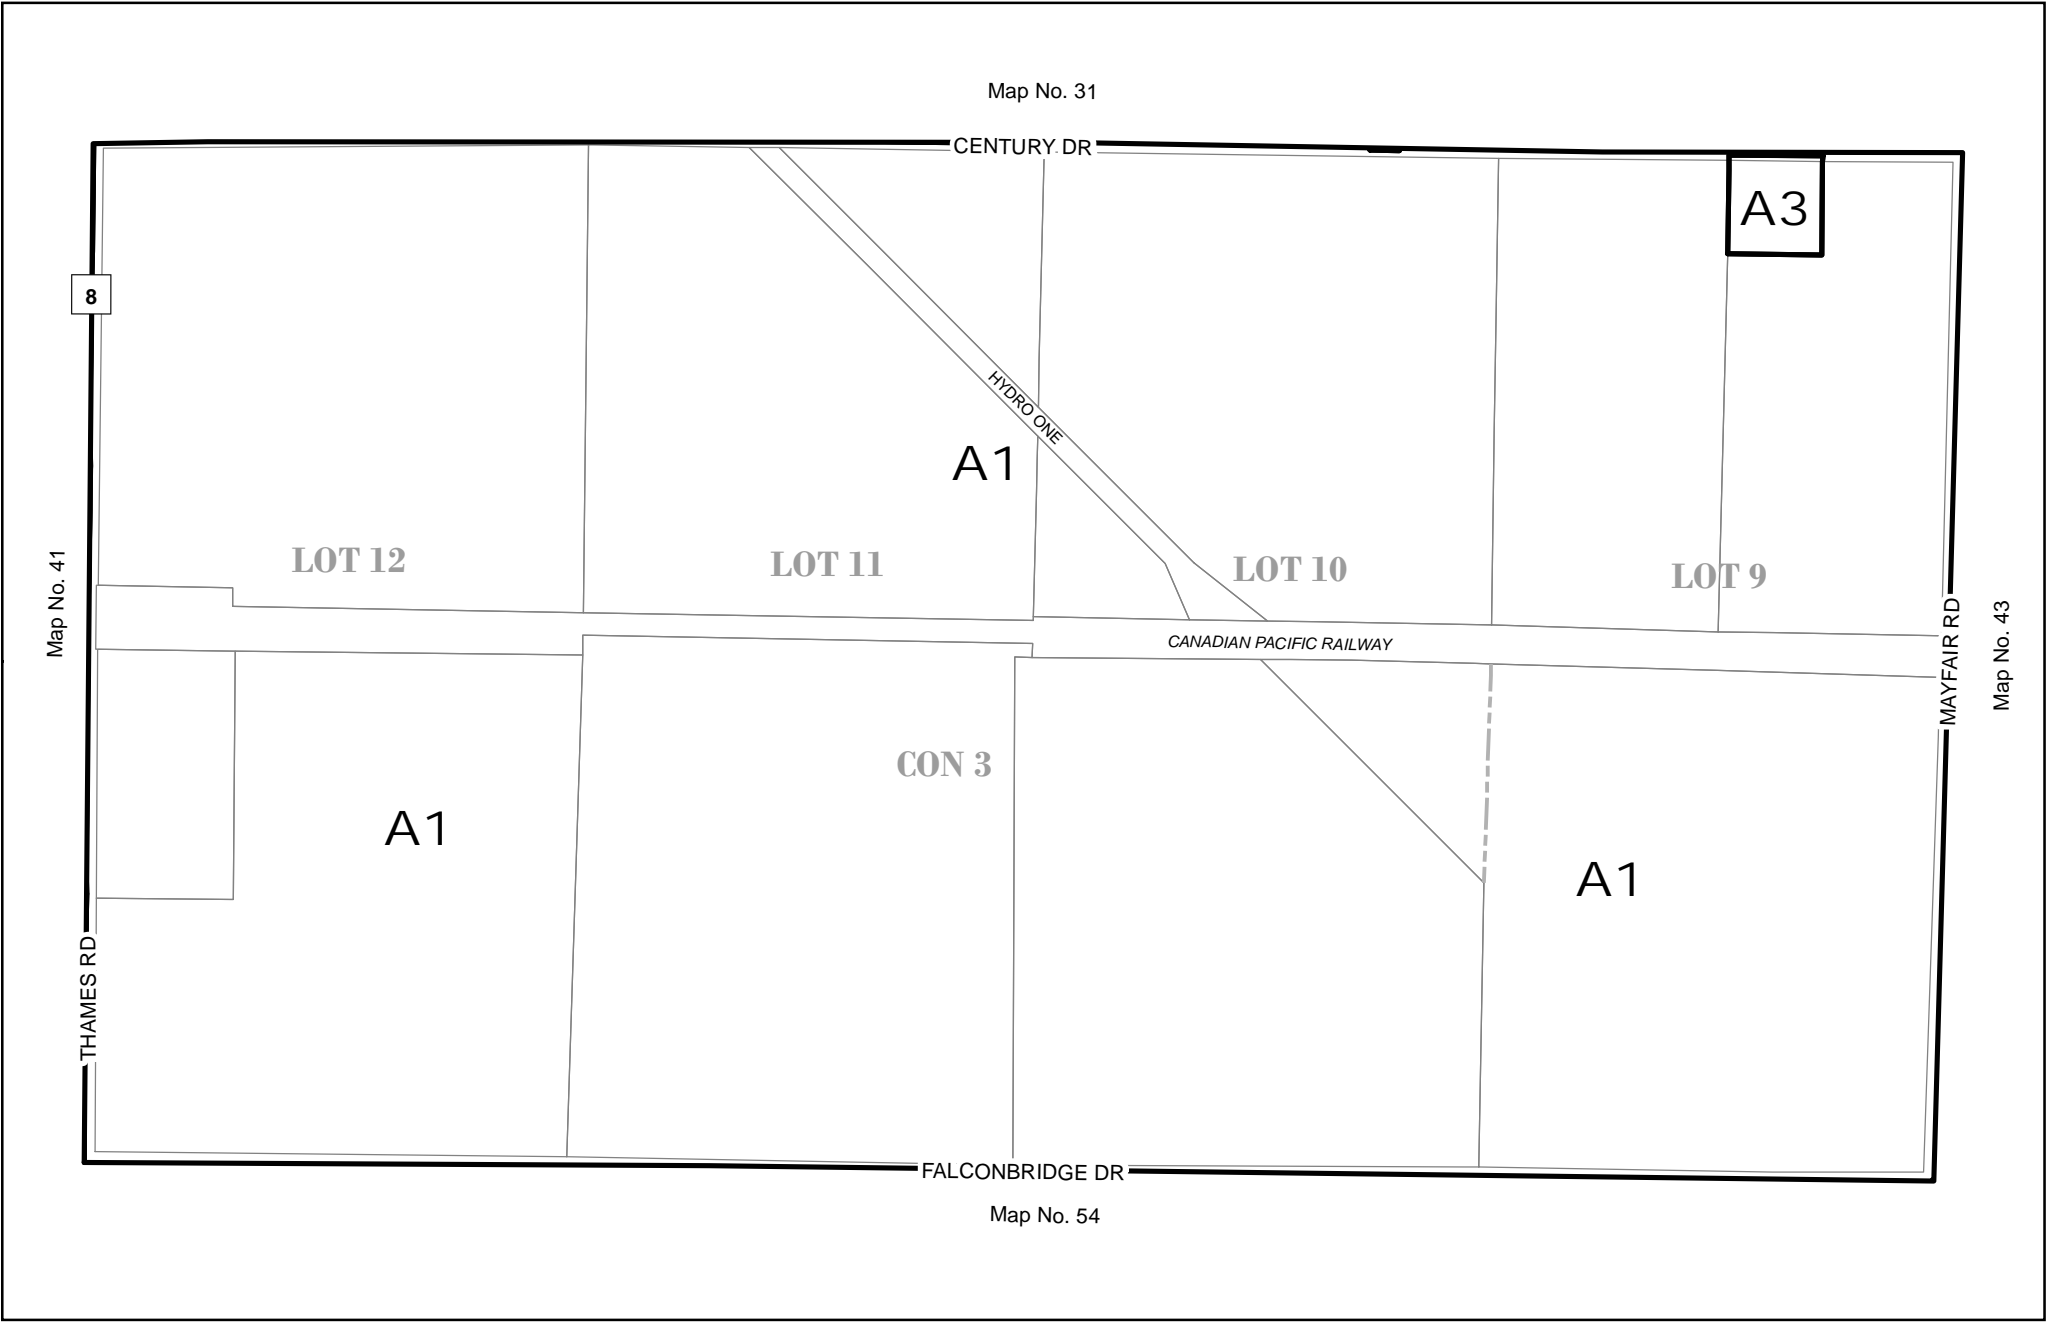 Map No. 31
CENTURY DR
A3
8
HYDRO ONE
A1
LOT 12
LOT 11
LOT 10
LOT 9
Map No. 41
CANADIAN PACIFIC RAILWAY
MAYFAIR RD
Map No. 43
CON 3
A1
A1
THAMES RD
FALCONBRIDGE DR
Map No. 54